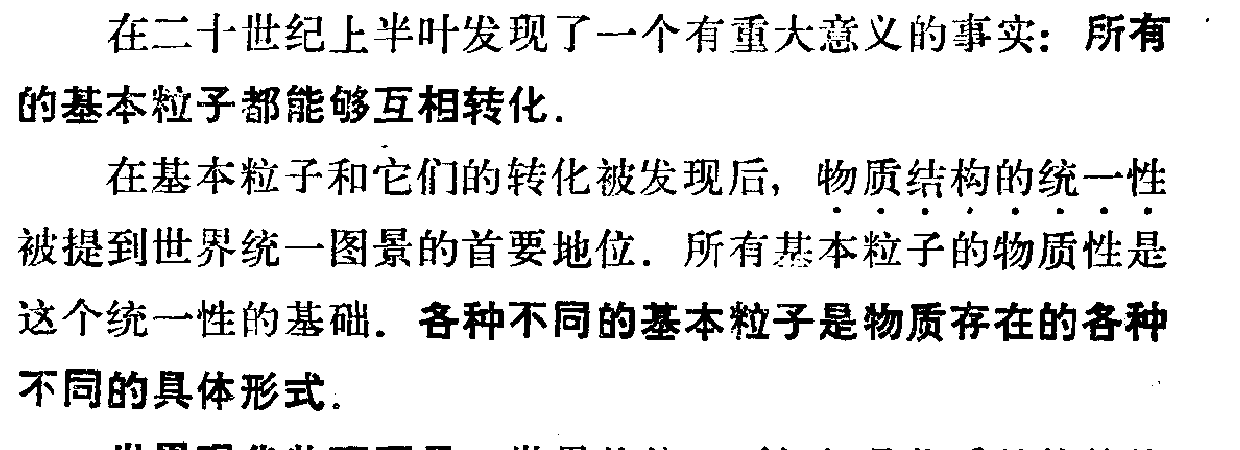 在二十世纪上半叶发现了一个有重大意义的事实：所有
的基本粒子都能够互相转化．
在基本粒子和它们的转化被发现后，物质结构的统一性
被提到世界统一图景的首要地位．所有基本粒子的物质性是
这个统一性的基础．各种不同的基本粒子是物质存在的各种
不同的具体形式．